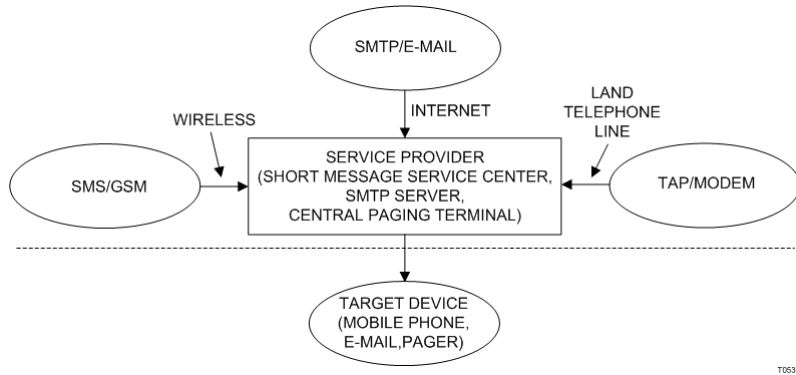 SMTP/E-MAIL
INTERNET
WIRELESS
LAND
TELEPHONE
LINE
SMS/GSM
SERVICE PROVIDER
(SHORT MESSAGE SERVICE CENTER,
SMTP SERVER,
CENTRAL PAGING TERMINAL)
TAP/MODEM
TARGET DEVICE
(MOBILE PHONE,
E-MAIL,PAGER)
T053